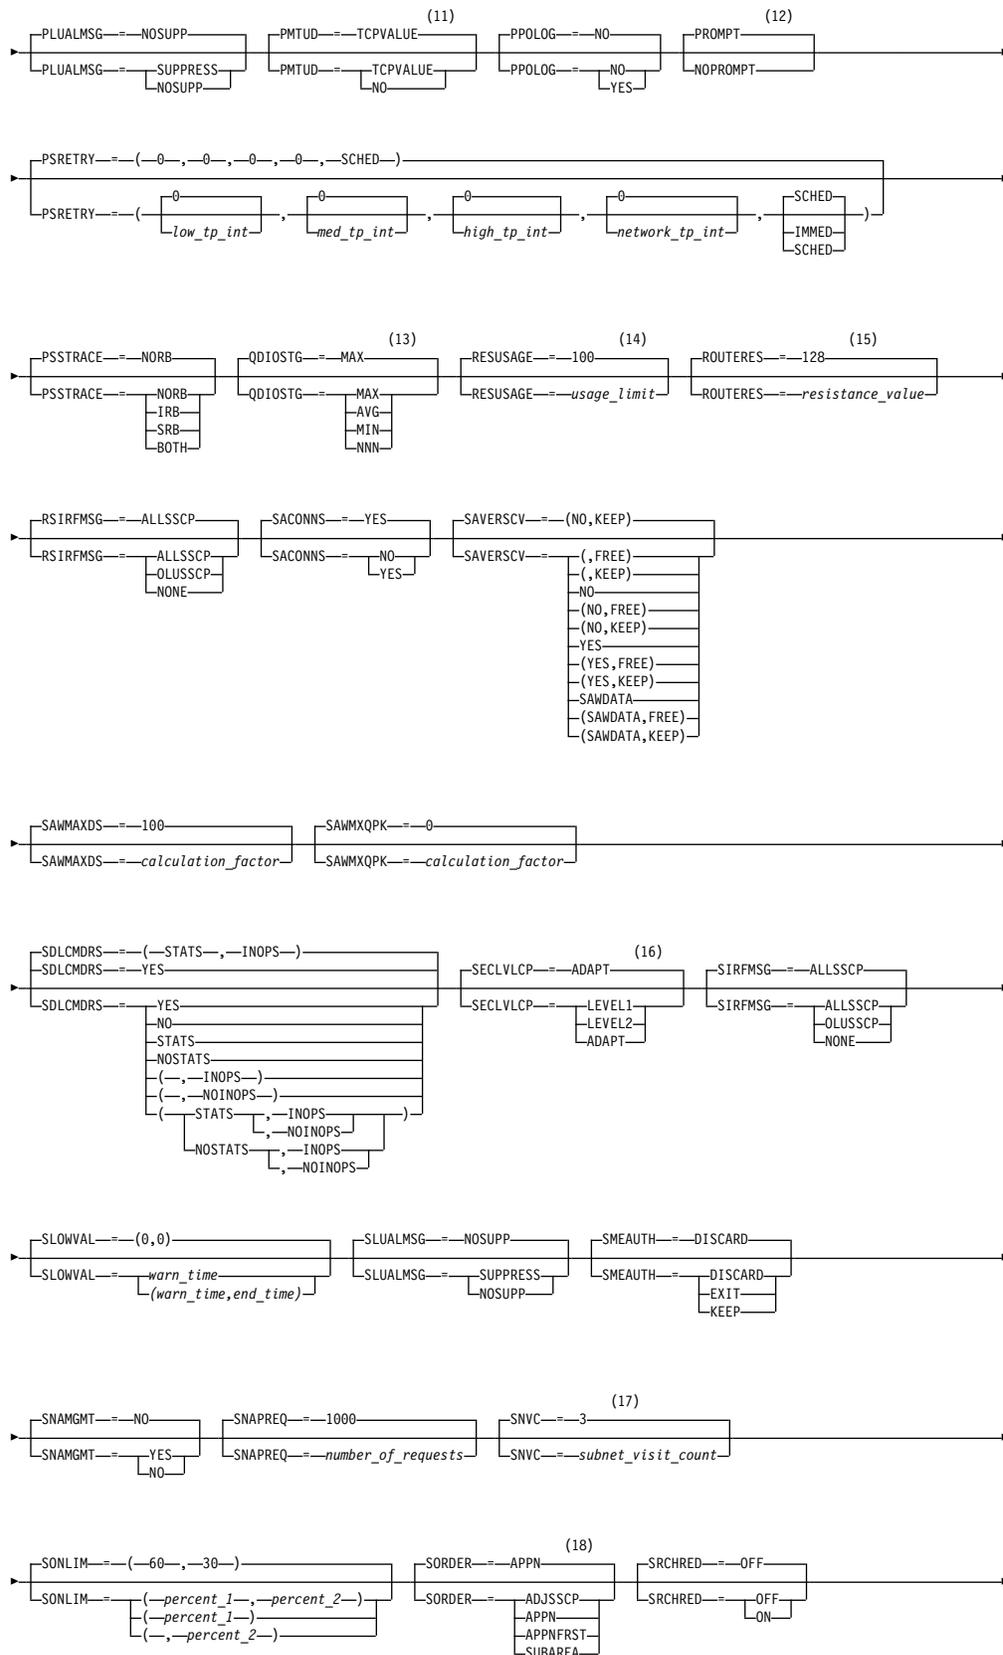 (11) (12)
PLUALMSG = NOSUPP PMTUD = TCPVALUE PPOLOG = NO PROMPT
PLUALMSG = SUPPRESS PMTUD = TCPVALUE PPOLOG = NO NOPROMPT
NOSUPP NO YES
PSRETRY = ( 0 , 0 , 0 , 0 , SCHED )
0 0 0 0 SCHED
PSRETRY = ( , , , , )
low_tp_int med_tp_int high_tp_int network_tp_int IMMED
SCHED
(13) (14) (15)
PSSTRACE = NORB QDIOSTG = MAX RESUSAGE = 100 ROUTERES = 128
PSSTRACE = NORB QDIOSTG = MAX RESUSAGE = usage_limit ROUTERES = resistance_value
IRB AVG
SRB MIN
BOTH NNN
RSIRFMSG = ALLSSCP SACONNS = YES SAVERSCV = (NO,KEEP)
RSIRFMSG = ALLSSCP SACONNS = NO SAVERSCV = (,FREE)
OLUSSCP YES (,KEEP)
NONE NO
(NO,FREE)
(NO,KEEP)
YES
(YES,FREE)
(YES,KEEP)
SAWDATA
(SAWDATA,FREE)
(SAWDATA,KEEP)
SAWMAXDS = 100 SAWMXQPK = 0
SAWMAXDS = calculation_factor SAWMXQPK = calculation_factor
SDLCMDRS = ( STATS , INOPS ) (16)
SDLCMDRS = YES SECLVLCP = ADAPT SIRFMSG = ALLSSCP
SDLCMDRS = YES SECLVLCP = LEVEL1 SIRFMSG = ALLSSCP
NO LEVEL2 OLUSSCP
STATS ADAPT NONE
NOSTATS
( , INOPS )
( , NOINOPS )
( STATS , INOPS )
, NOINOPS
NOSTATS , INOPS
, NOINOPS
SLOWVAL = (0,0) SLUALMSG = NOSUPP SMEAUTH = DISCARD
SLOWVAL = warn_time SLUALMSG = SUPPRESS SMEAUTH = DISCARD
(warn_time,end_time) NOSUPP EXIT
KEEP
(17)
SNAMGMT = NO SNAPREQ = 1000 SNVC = 3
SNAMGMT = YES SNAPREQ = number_of_requests SNVC = subnet_visit_count
NO
(18)
SONLIM = ( 60 , 30 ) SORDER = APPN SRCHRED = OFF
SONLIM = ( percent_1 , percent_2 ) SORDER = ADJSSCP SRCHRED = OFF
( percent_1 ) APPN ON
( , percent_2 ) APPNFRST
SUBAREA